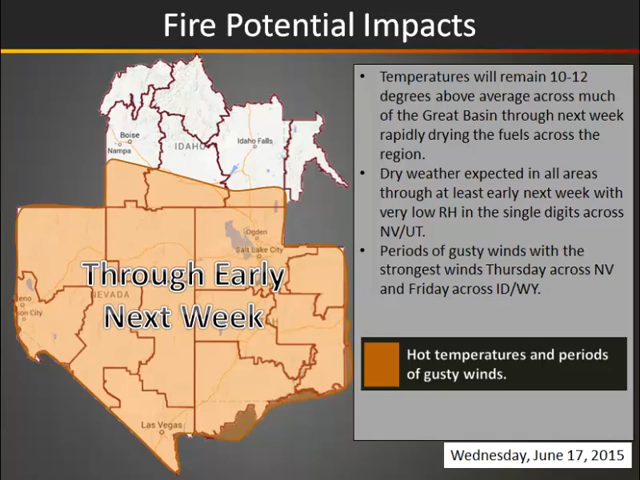 Fire Potential Impacts
• Temperatures will remain 10-12
degrees above average across much
of the Great Basin through next week
rapidly drying the fuels across the
region.
• Dry weather expected in all areas
through at least early next week with
very low RH in the single digits across
NV/UT.
• Periods of gusty winds with the
strongest winds Thursday across NV
and Friday across ID/WY.
Boise
Nampa
IDAHO
Idaho Falls
Ogden
Salt Lake City
Through Early
Next Week
NEVADA
Las Vegas
Hot temperatures and periods
of gusty winds.
Wednesday, June 17, 2015